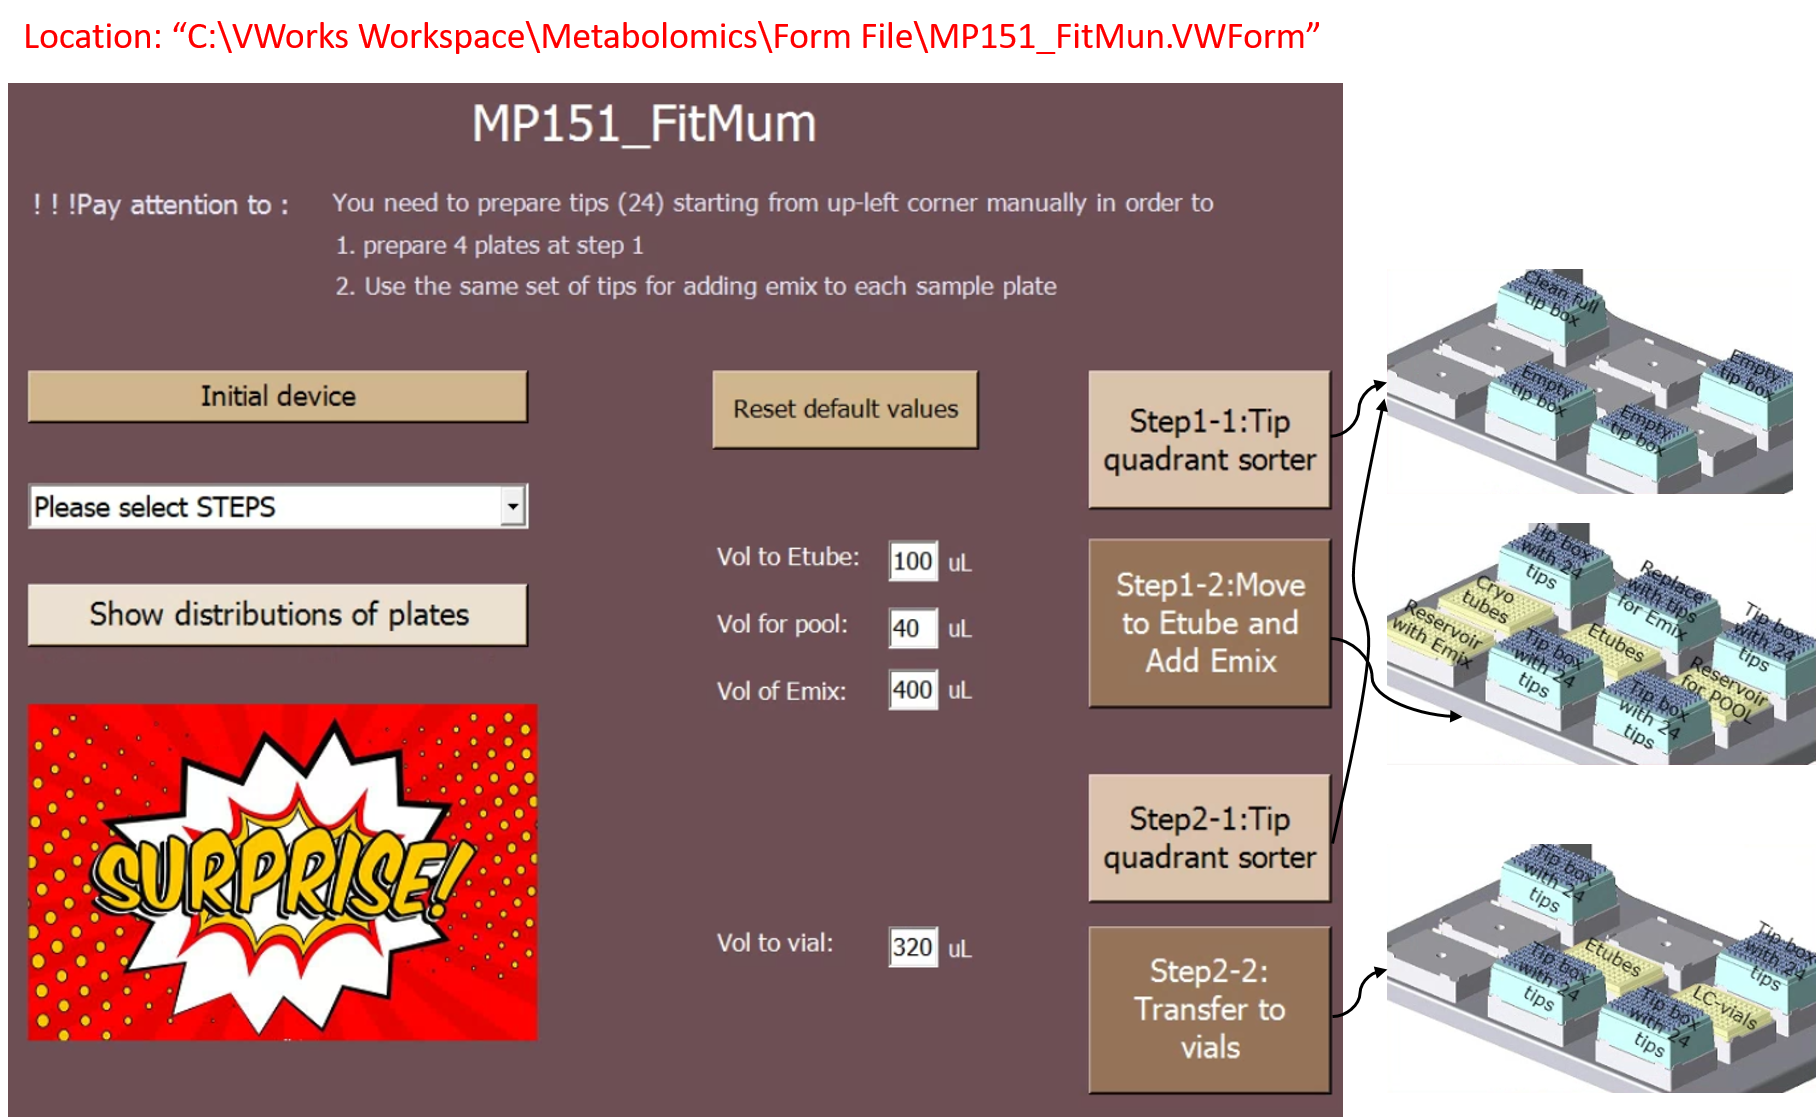 Location: “C:\VWorks Workspace\Metabolomics\Form File\MP151_FitMun.VWForm”
MP151_FitMum
! ! !Pay attention to :
You need to prepare tips (24) starting from up-left corner manually in order to
1. prepare 4 plates at step 1
2. Use the same set of tips for adding emix to each sample plate
Initial device
Please select STEPS
Show distributions of plates
SURPRISE!
Reset default values
Vol to Etube: 100 uL
Vol for pool: 40 uL
Vol of Emix: 400 uL
Vol to vial: 320 uL
Step1-1:Tip
quadrant sorter
Step1-2:Move
to Etube and
Add Emix
Step2-1:Tip
quadrant sorter
Step2-2:
Transfer to
vials
Clean full
tip box
Empty
tip box
Empty
tip box
Empty
tip box
Tip box
with 24
tips
Cryo
tubes
Replace
with tips
for Emix
Reservoir
with Emix
Tip box
with 24
tips
Etubes
Tip box
with 24
tips
Tip box
with 24
tips
Reservoir
for POOL
Tip box
with 24
tips
Tip box
with 24
tips
Etubes
Tip box
with 24
tips
Tip box
with 24
tips
LC-vials